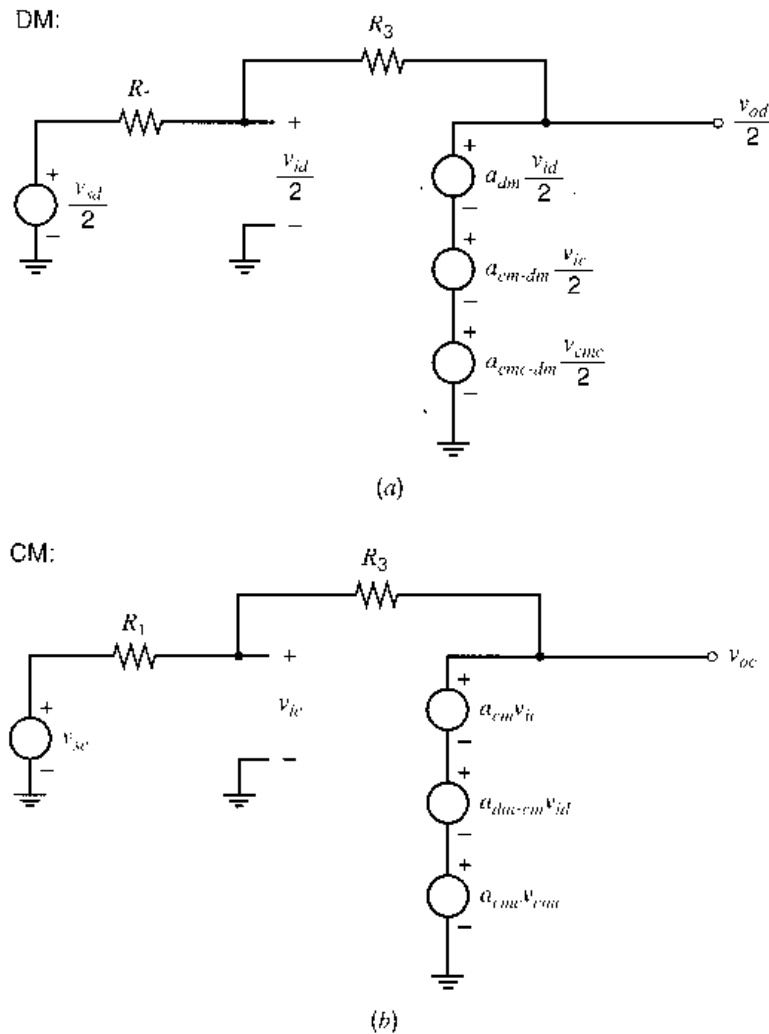 DM:
R₃
R
+
v_od/2
+
v_sd/2
−
v_id/2
−
+
a_dm v_id/2
−
+
a_cm-dm v_ic/2
−
+
a_cmc-dm v_cmc/2
−
(a)
CM:
R₃
R₁
+
v_oc
+
v_sc
−
v_ic
−
+
a_cm v_ic
−
+
a_dm-cm v_id
−
+
a_cmc v_cmc
−
(b)